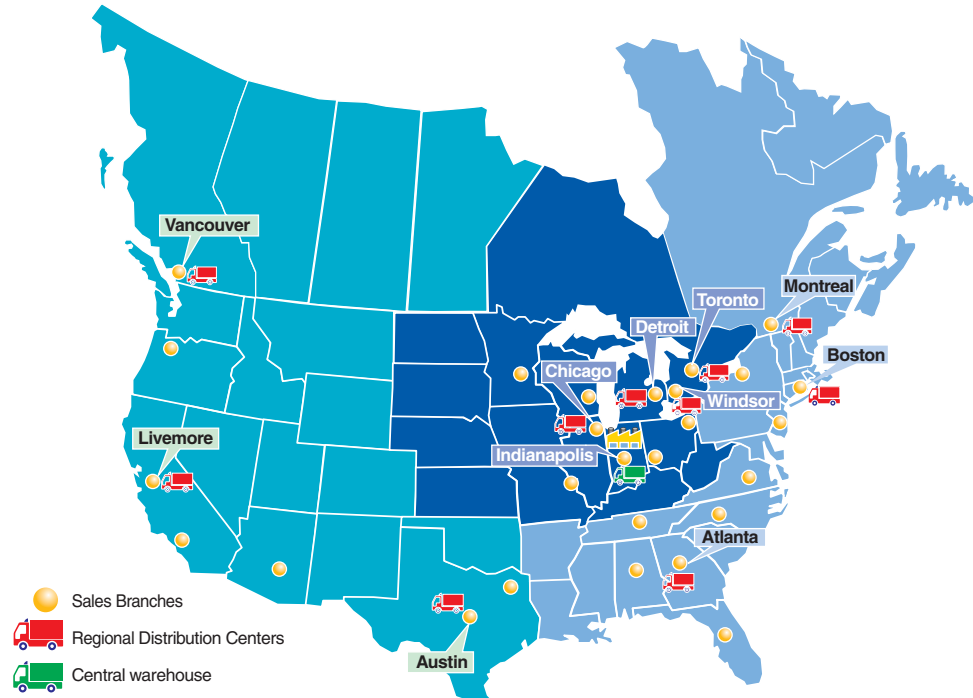 Vancouver
Montreal
Toronto
Detroit
Boston
Chicago
Windsor
Livemore
Indianapolis
Atlanta
Sales Branches
Regional Distribution Centers
Austin
Central warehouse